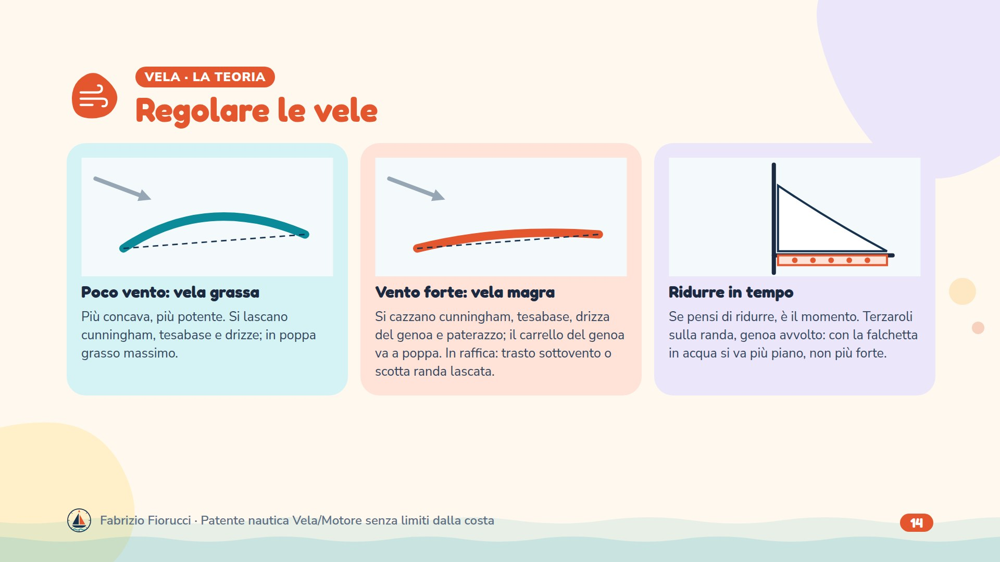 VELA · LA TEORIA
Regolare le vele
Poco vento: vela grassa
Più concava, più potente. Si lascano
cunningham, tesabase e drizze; in poppa
grasso massimo.
Vento forte: vela magra
Si cazzano cunningham, tesabase, drizza
del genoa e paterazzo; il carrello del genoa
va a poppa. In raffica: trasto sottovento o
scotta randa lascata.
Ridurre in tempo
Se pensi di ridurre, è il momento. Terzaroli
sulla randa, genoa avvolto: con la falchetta
in acqua si va più piano, non più forte.
Fabrizio Fiorucci · Patente nautica Vela/Motore senza limiti dalla costa
14